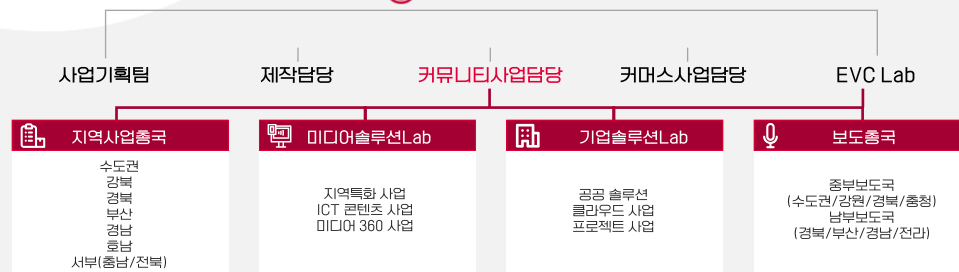 사업기획팀
제작담당
커뮤니티사업담당
커머스사업담당
EVC Lab
지역사업총국
수도권
강북
경북
부산
경남
호남
서부(충남/전북)
미디어솔루션Lab
지역특화 사업
ICT 콘텐츠 사업
미디어 360 사업
기업솔루션Lab
공공 솔루션
클라우드 사업
프로젝트 사업
보도총국
중부보도국
(수도권/강원/경북/충청)
남부보도국
(경북/부산/경남/전라)